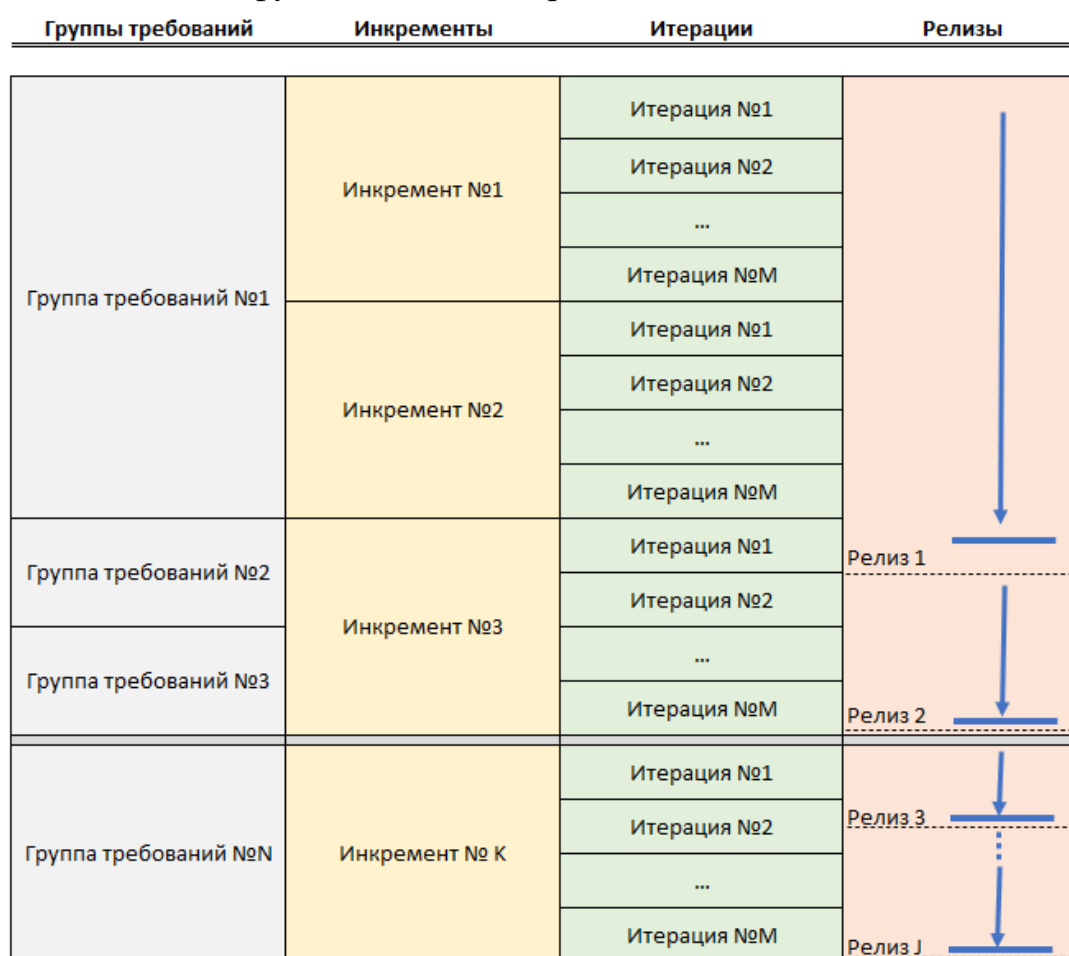 Группы требований Инкременты Итерации Релизы
Итерация №1
Итерация №2
Инкремент №1
...
Итерация №M
Группа требований №1
Итерация №1
Итерация №2
Инкремент №2
...
Итерация №M
Итерация №1
Релиз 1
Группа требований №2
Итерация №2
Инкремент №3
...
Группа требований №3
Итерация №M
Релиз 2
Итерация №1
Релиз 3
Итерация №2
Группа требований №N Инкремент № K
...
Итерация №M
Релиз J